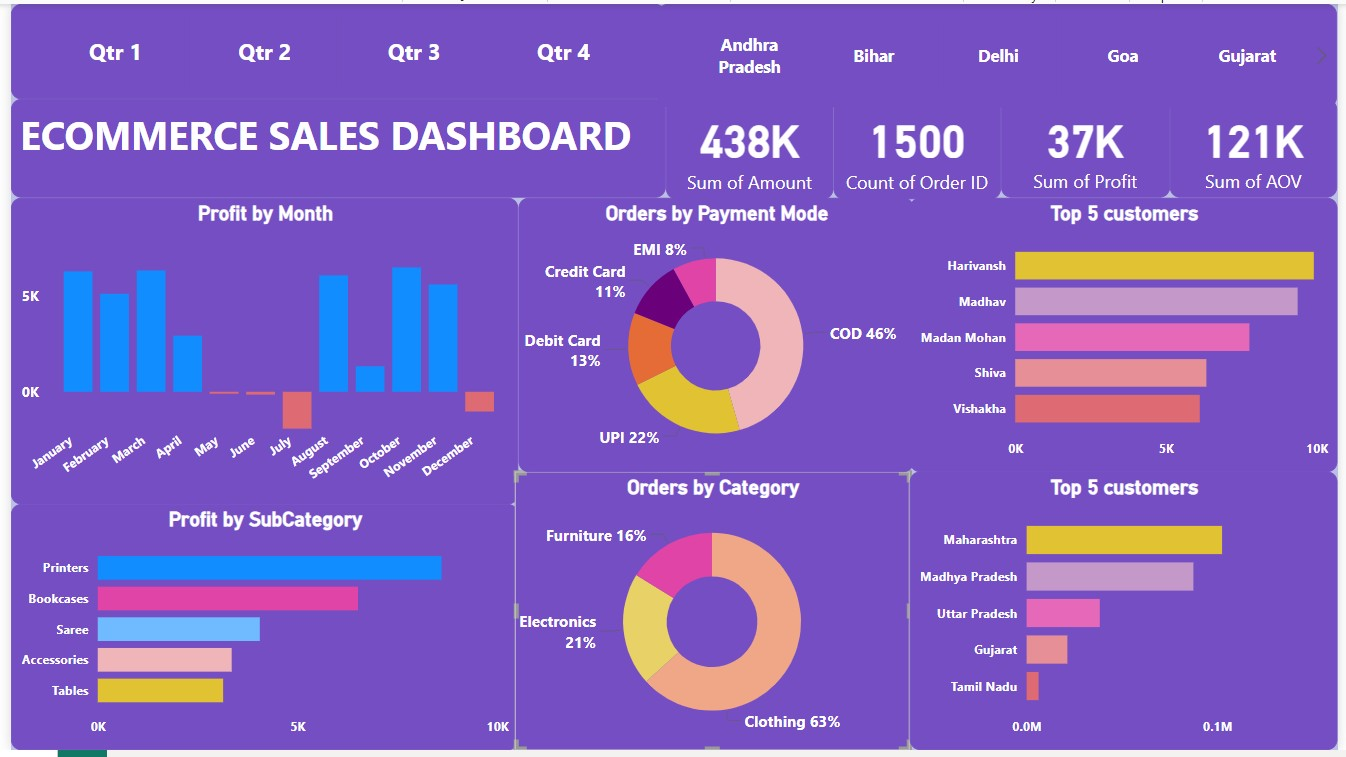 Qtr 1
Qtr 2
Qtr 3
Qtr 4
Andhra
Pradesh
Bihar
Delhi
Goa
Gujarat
ECOMMERCE SALES DASHBOARD
438K
Sum of Amount
1500
Count of Order ID
37K
Sum of Profit
121K
Sum of AOV
Profit by Month
5K
0K
January
February
March
April
May
June
July
August
September
October
November
December
Orders by Payment Mode
EMI 8%
Credit Card
11%
Debit Card
13%
UPI 22%
COD 46%
Top 5 customers
Harivansh
Madhav
Madan Mohan
Shiva
Vishakha
0K
5K
10K
Profit by SubCategory
Printers
Bookcases
Saree
Accessories
Tables
0K
5K
10K
Orders by Category
Furniture 16%
Electronics
21%
Clothing 63%
Top 5 customers
Maharashtra
Madhya Pradesh
Uttar Pradesh
Gujarat
Tamil Nadu
0.0M
0.1M